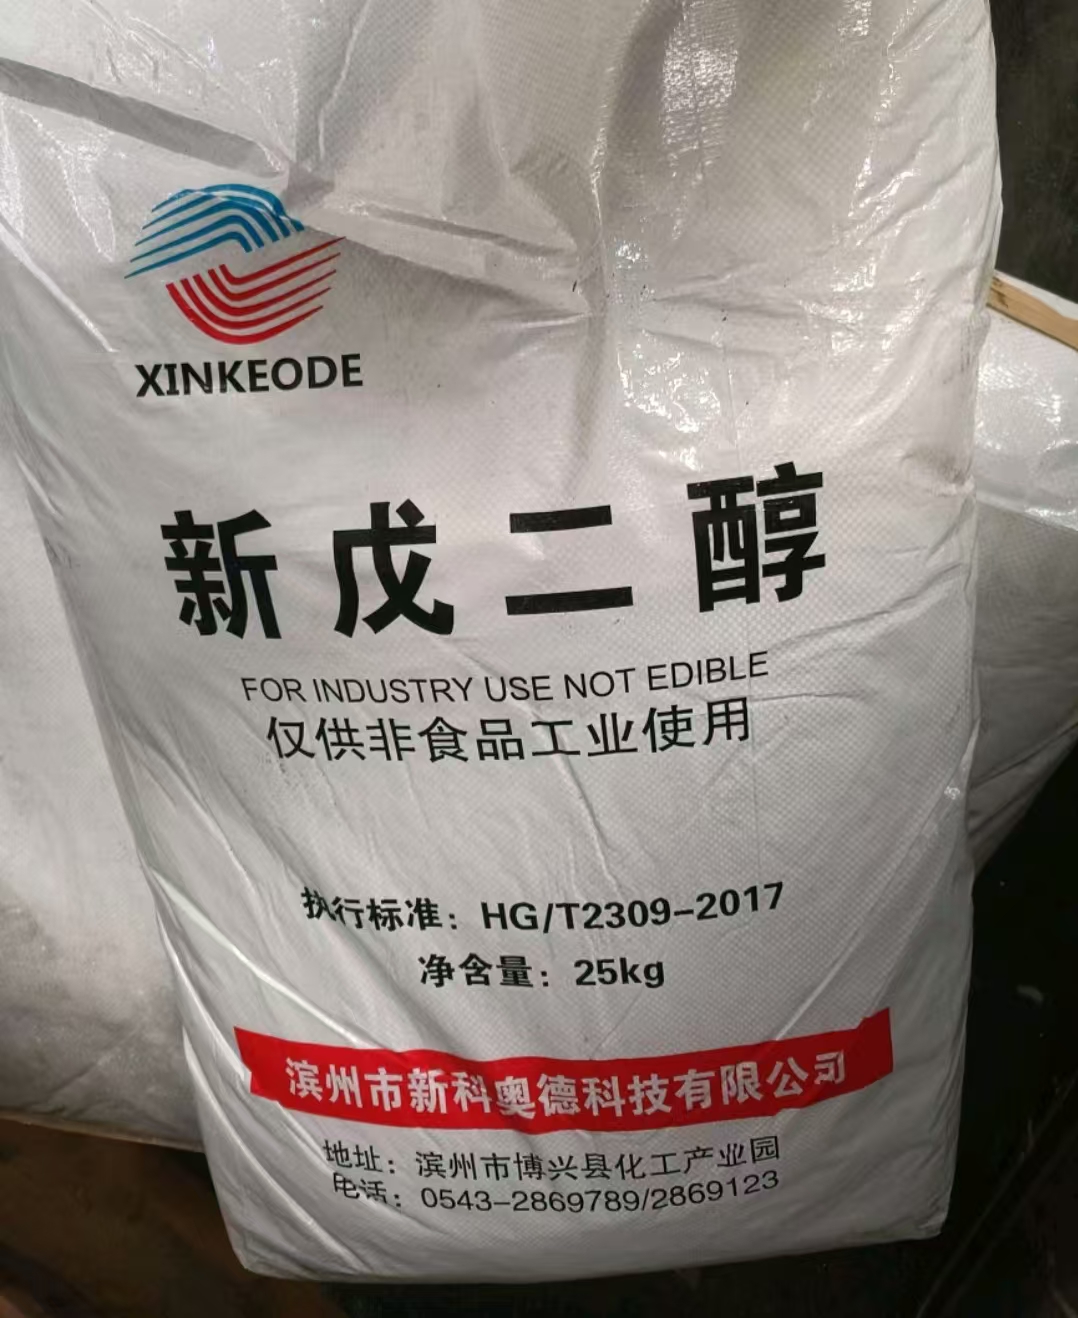 XINKEODE
新戊二醇
FOR INDUSTRY USE NOT EDIBLE
仅供非食品工业使用
执行标准：HG/T2309-2017
净含量：25kg
滨州市新科奥德科技有限公司
地址：滨州市博兴县化工产业园
电话：0543-2869789/2869123